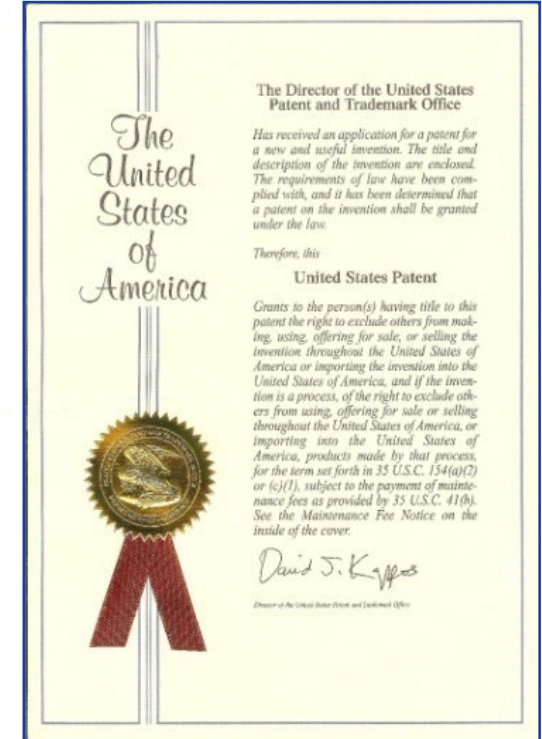 The
United
States
of
America
The Director of the United States
Patent and Trademark Office
Has received an application for a patent for
a new and useful invention. The title and
description of the invention are enclosed.
The requirements of law have been com-
plied with, and it has been determined that
a patent on the invention shall be granted
under the law.
Therefore, this
United States Patent
Grants to the person(s) having title to this
patent the right to exclude others from mak-
ing, using, offering for sale, or selling the
invention throughout the United States of
America or importing the invention into the
United States of America, and if the inven-
tion is a process, of the right to exclude oth-
ers from using, offering for sale or selling
throughout the United States of America, or
importing into the United States of
America, products made by that process,
for the term set forth in 35 U.S.C. 154(a)(2)
or (c)(1), subject to the payment of mainte-
nance fees as provided by 35 U.S.C. 41(b).
See the Maintenance Fee Notice on the
inside of the cover.
David J. Kappos
Director of the United States Patent and Trademark Office